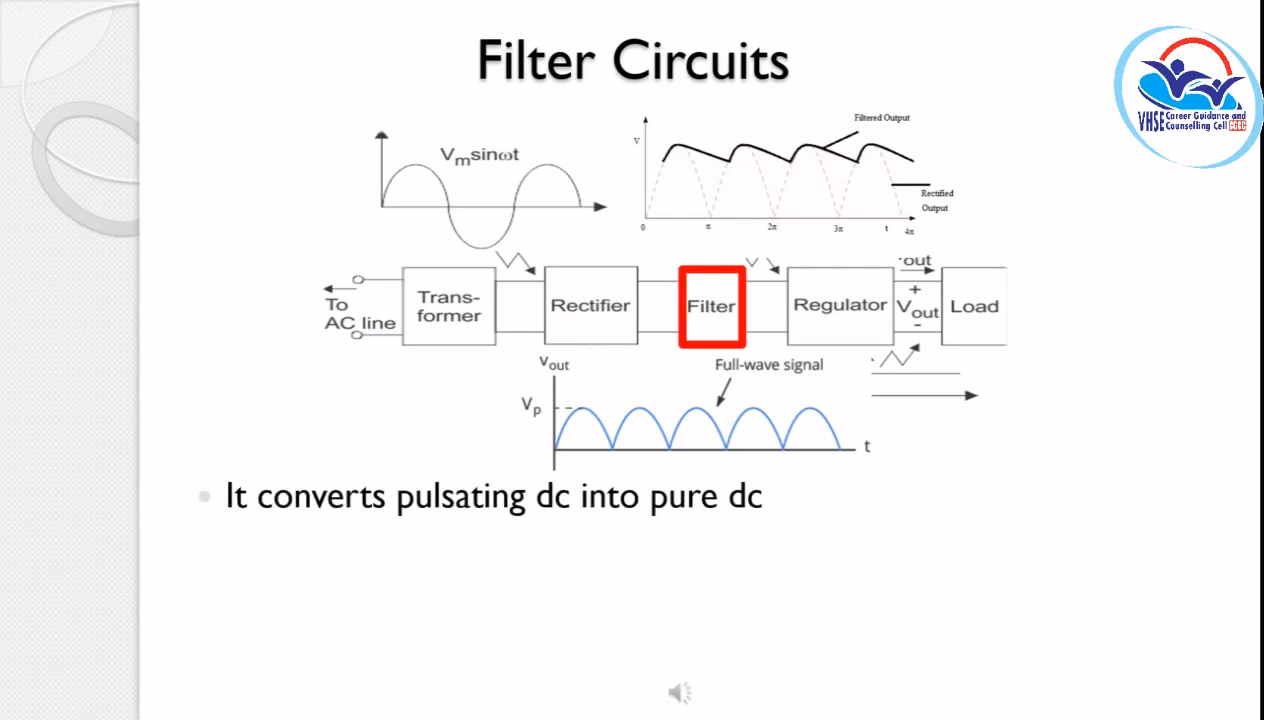 Filter Circuits
VHSE Career Guidance and
Counselling Cell CGCC
Filtered Output
V
Vmsinωt
Rectified
Output
0
π
2π
3π
t
4π
out
To
AC line
Trans-
former
Rectifier
Filter
Regulator
+
Vout
-
Load
Vout
Full-wave signal
Vp
t
It converts pulsating dc into pure dc